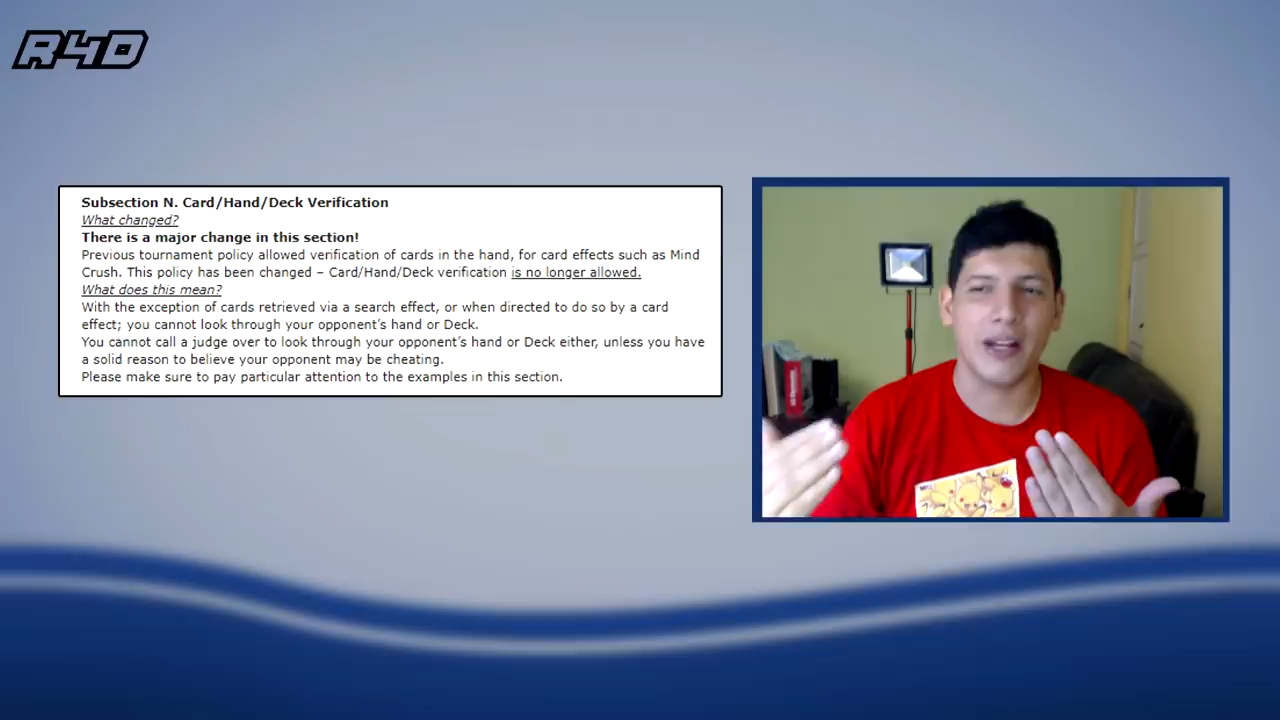 R4D
Subsection N. Card/Hand/Deck Verification
What changed?
There is a major change in this section!
Previous tournament policy allowed verification of cards in the hand, for card effects such as Mind
Crush. This policy has been changed – Card/Hand/Deck verification is no longer allowed.
What does this mean?
With the exception of cards retrieved via a search effect, or when directed to do so by a card
effect; you cannot look through your opponent's hand or Deck.
You cannot call a judge over to look through your opponent's hand or Deck either, unless you have
a solid reason to believe your opponent may be cheating.
Please make sure to pay particular attention to the examples in this section.